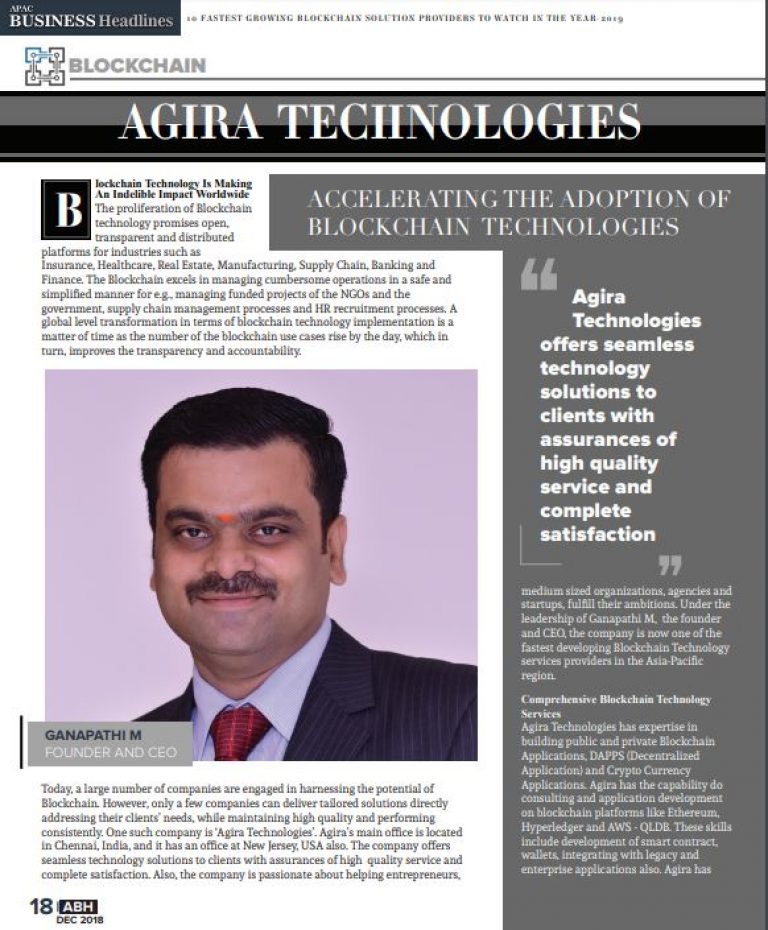 APAC
BUSINESS Headlines
10 FASTEST GROWING BLOCKCHAIN SOLUTION PROVIDERS TO WATCH IN THE YEAR 2019
BLOCKCHAIN
AGIRA TECHNOLOGIES
Blockchain Technology Is Making
An Indelible Impact Worldwide
The proliferation of Blockchain
technology promises open,
transparent and distributed
platforms for industries such as
Insurance, Healthcare, Real Estate, Manufacturing, Supply Chain, Banking and
Finance. The Blockchain excels in managing cumbersome operations in a safe and
simplified manner for e.g., managing funded projects of the NGOs and the
government, supply chain management processes and HR recruitment processes. A
global level transformation in terms of blockchain technology implementation is a
matter of time as the number of the blockchain use cases rise by the day, which in
turn, improves the transparency and accountability.
ACCELERATING THE ADOPTION OF
BLOCKCHAIN TECHNOLOGIES
“
Agira
Technologies
offers seamless
technology
solutions to
clients with
assurances of
high quality
service and
complete
satisfaction
”
GANAPATHI M
FOUNDER AND CEO
Today, a large number of companies are engaged in harnessing the potential of
Blockchain. However, only a few companies can deliver tailored solutions directly
addressing their clients’ needs, while maintaining high quality and performing
consistently. One such company is ‘Agira Technologies’. Agira’s main office is located
in Chennai, India, and it has an office at New Jersey, USA also. The company offers
seamless technology solutions to clients with assurances of high quality service and
complete satisfaction. Also, the company is passionate about helping entrepreneurs,
medium sized organizations, agencies and
startups, fulfill their ambitions. Under the
leadership of Ganapathi M, the founder
and CEO, the company is now one of the
fastest developing Blockchain Technology
services providers in the Asia-Pacific
region.
Comprehensive Blockchain Technology
Services
Agira Technologies has expertise in
building public and private Blockchain
Applications, DAPPS (Decentralized
Application) and Crypto Currency
Applications. Agira has the capability do
consulting and application development
on blockchain platforms like Ethereum,
Hyperledger and AWS - QLDB. These skills
include development of smart contract,
wallets, integrating with legacy and
enterprise applications also. Agira has
18 ABH
DEC 2018